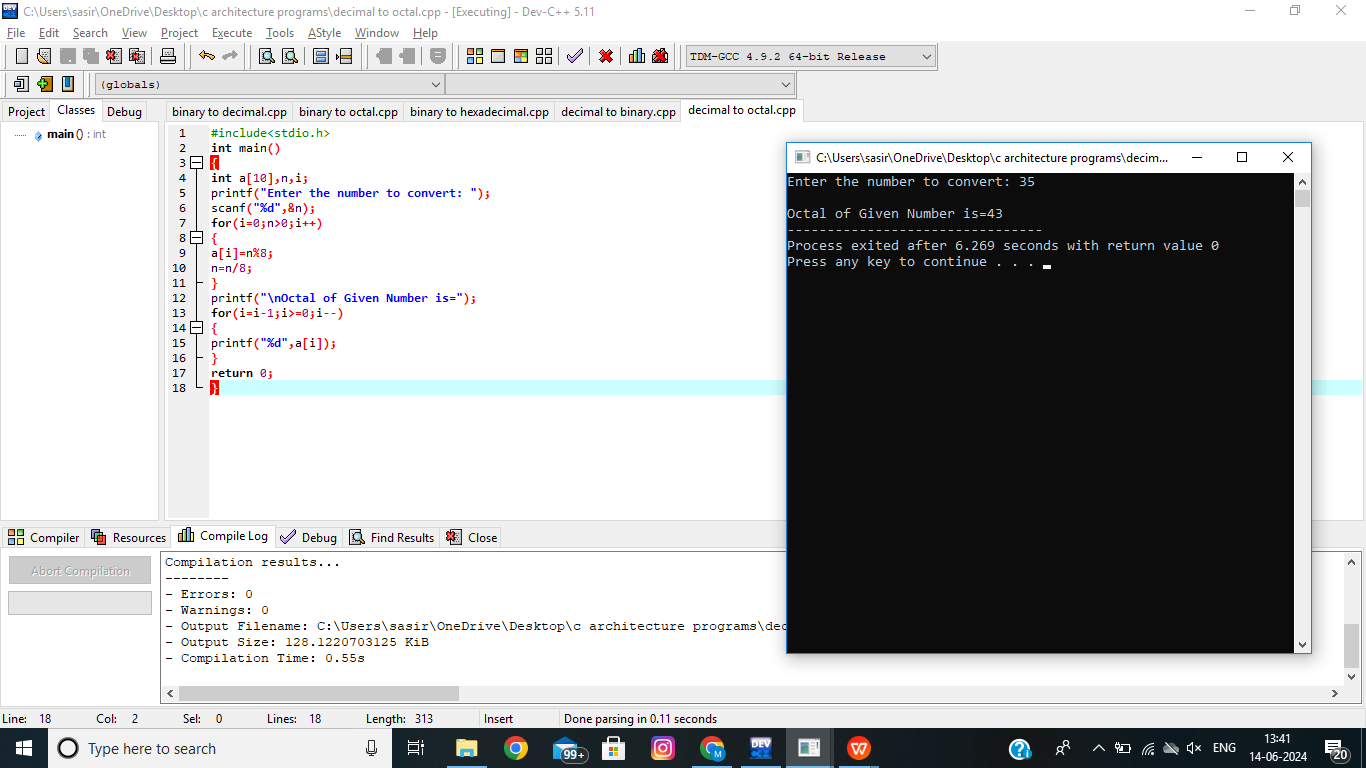 C:\Users\sasir\OneDrive\Desktop\c architecture programs\decimal to octal.cpp - [Executing] - Dev-C++ 5.11
File Edit Search View Project Execute Tools AStyle Window Help
TDM-GCC 4.9.2 64-bit Release
(globals)
Project Classes Debug
binary to decimal.cpp binary to octal.cpp binary to hexadecimal.cpp decimal to binary.cpp decimal to octal.cpp
main () : int
1 #include<stdio.h>
2 int main()
3 {
4 int a[10],n,i;
5 printf("Enter the number to convert: ");
6 scanf("%d",&n);
7 for(i=0;n>0;i++)
8 {
9 a[i]=n%8;
10 n=n/8;
11 }
12 printf("\nOctal of Given Number is=");
13 for(i=i-1;i>=0;i--)
14 {
15 printf("%d",a[i]);
16 }
17 return 0;
18 }
C:\Users\sasir\OneDrive\Desktop\c architecture programs\decim...
Enter the number to convert: 35
Octal of Given Number is=43
--------------------------------
Process exited after 6.269 seconds with return value 0
Press any key to continue . . .
Compiler Resources Compile Log Debug Find Results Close
Abort Compilation
Compilation results...
--------
- Errors: 0
- Warnings: 0
- Output Filename: C:\Users\sasir\OneDrive\Desktop\c architecture programs\dec
- Output Size: 128.1220703125 KiB
- Compilation Time: 0.55s
Line: 18 Col: 2 Sel: 0 Lines: 18 Length: 313 Insert Done parsing in 0.11 seconds
Type here to search
99+
M
DEV
W
ENG
13:41
14-06-2024
20